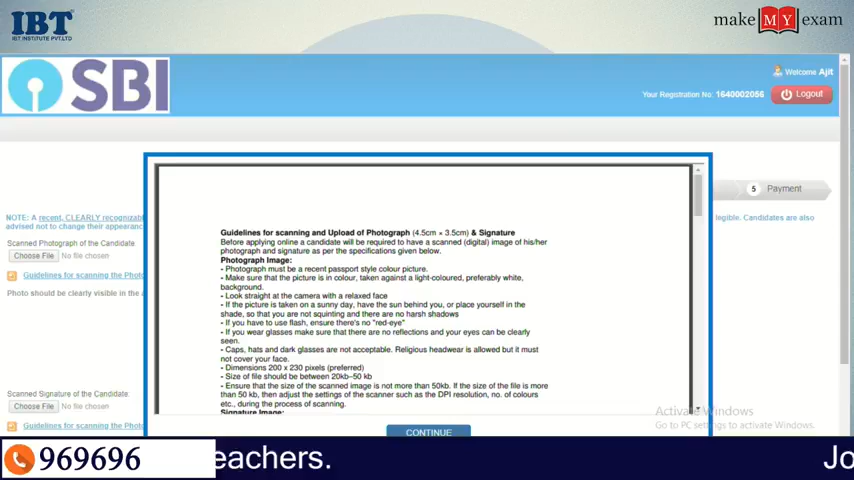 IBT
IBT INSTITUTE PVT.LTD
make MY exam
SBI
Welcome Ajit
Your Registration No: 1640002056
Logout
5 Payment
NOTE: A recent, CLEARLY recognizab
legible. Candidates are also
advised not to change their appearance
Scanned Photograph of the Candidate:
Choose File No file chosen
Guidelines for scanning the Photo
Photo should be clearly visible in the a
Scanned Signature of the Candidate:
Choose File No file chosen
Guidelines for scanning the Photo
Guidelines for scanning and Upload of Photograph (4.5cm × 3.5cm) & Signature
Before applying online a candidate will be required to have a scanned (digital) image of his/her
photograph and signature as per the specifications given below.
Photograph Image:
- Photograph must be a recent passport style colour picture.
- Make sure that the picture is in colour, taken against a light-coloured, preferably white,
background.
- Look straight at the camera with a relaxed face
- If the picture is taken on a sunny day, have the sun behind you, or place yourself in the
shade, so that you are not squinting and there are no harsh shadows
- If you have to use flash, ensure there's no "red-eye"
- If you wear glasses make sure that there are no reflections and your eyes can be clearly
seen.
- Caps, hats and dark glasses are not acceptable. Religious headwear is allowed but it must
not cover your face.
- Dimensions 200 x 230 pixels (preferred)
- Size of file should be between 20kb–50 kb
- Ensure that the size of the scanned image is not more than 50kb. If the size of the file is more
than 50 kb, then adjust the settings of the scanner such as the DPI resolution, no. of colours
etc., during the process of scanning.
Signature Image:
CONTINUE
Activate Windows
Go to PC settings to activate Windows.
969696
eachers.
Jo